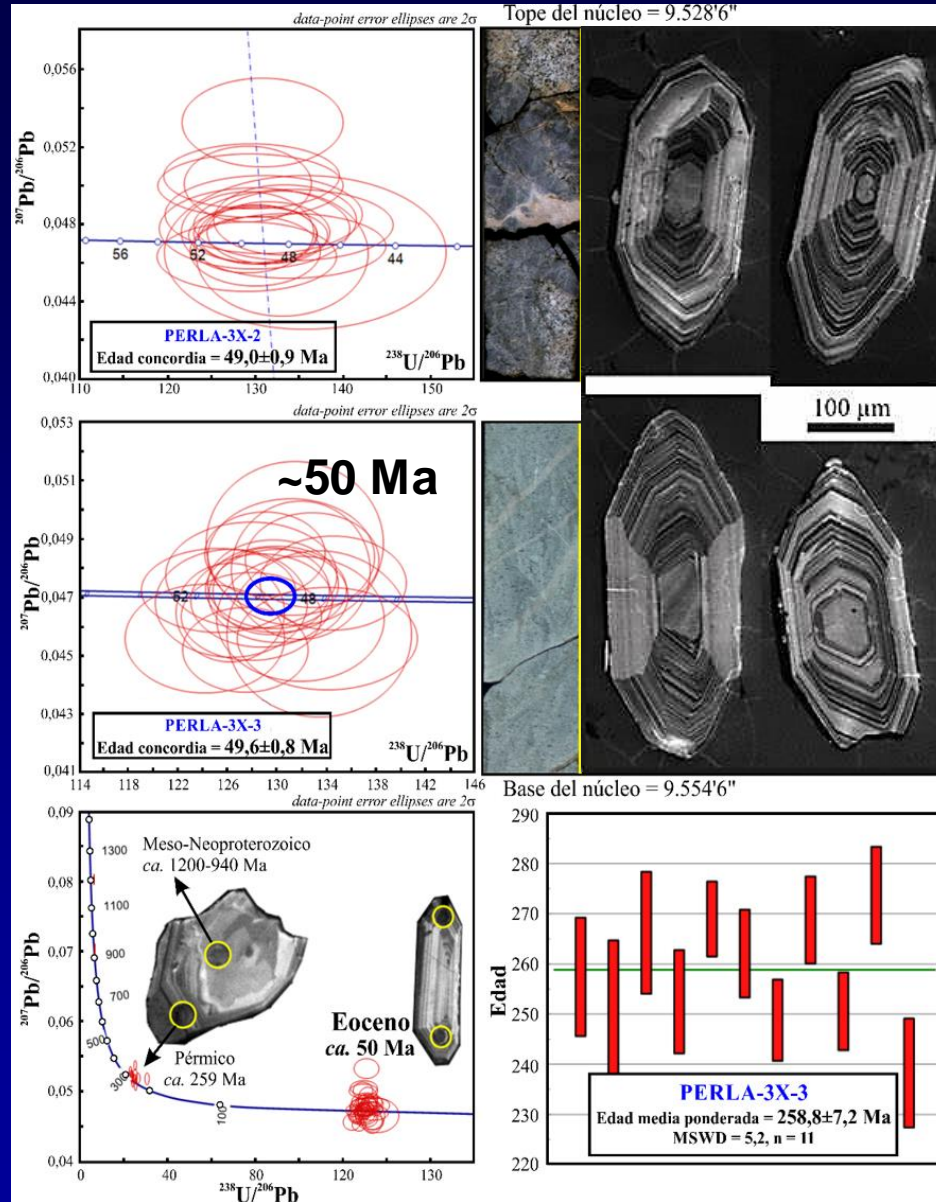 data-point error ellipses are 2σ
Tope del núcleo = 9.528'6"
0,056
0,052
0,048
0,044
0,040
²⁰⁷Pb/²⁰⁶Pb
56
52
48
44
PERLA-3X-2
Edad concordia = 49,0±0,9 Ma
²³⁸U/²⁰⁶Pb
110
120
130
140
150
data-point error ellipses are 2σ
100 µm
0,053
0,051
0,049
0,047
0,045
0,043
0,041
²⁰⁷Pb/²⁰⁶Pb
~50 Ma
52
48
PERLA-3X-3
Edad concordia = 49,6±0,8 Ma
²³⁸U/²⁰⁶Pb
114
118
122
126
130
134
138
142
146
data-point error ellipses are 2σ
Base del núcleo = 9.554'6"
0,09
0,08
0,07
0,06
0,05
0,04
²⁰⁷Pb/²⁰⁶Pb
1300
1100
900
700
500
300
100
Meso-Neoproterozoico
ca. 1200-940 Ma
Pérmico
ca. 259 Ma
Eoceno
ca. 50 Ma
0
20
40
60
80
100
120
130
²³⁸U/²⁰⁶Pb
290
280
270
260
250
240
230
220
Edad
PERLA-3X-3
Edad media ponderada = 258,8±7,2 Ma
MSWD = 5,2, n = 11